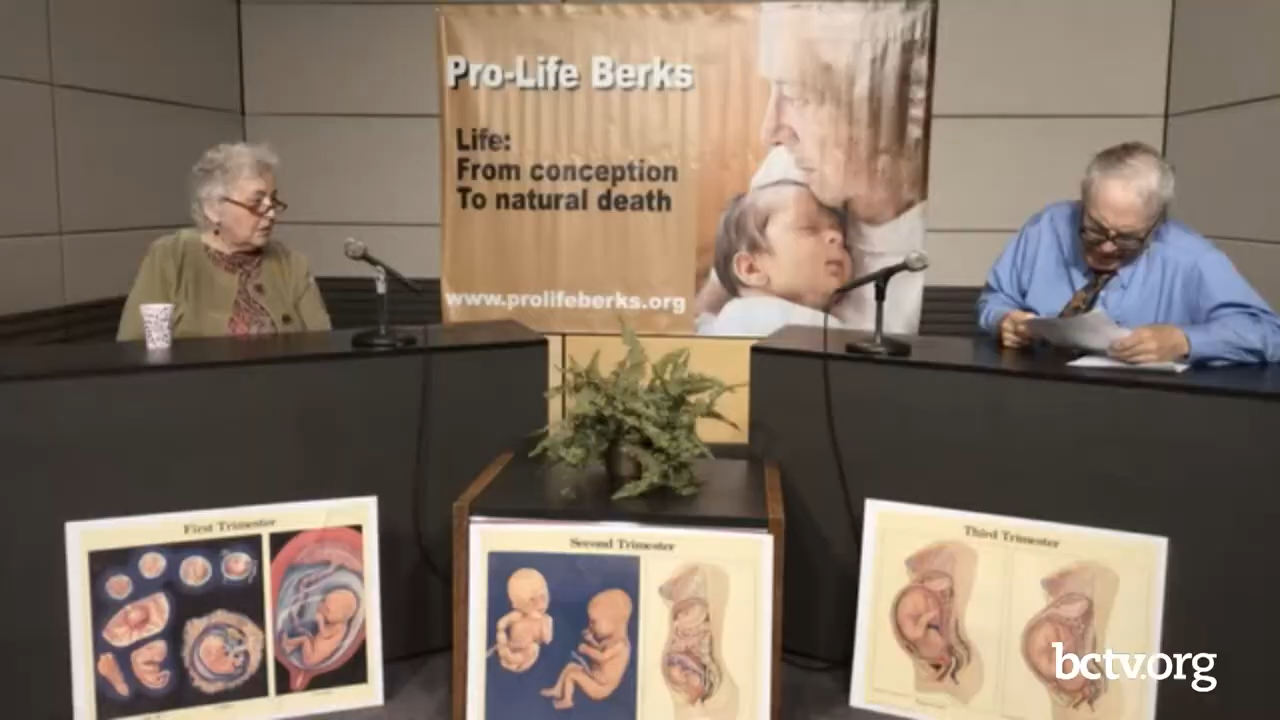 Pro-Life Berks
Life:
From conception
To natural death
www.prolifeberks.org
First Trimester
Second Trimester
Third Trimester
bctv.org